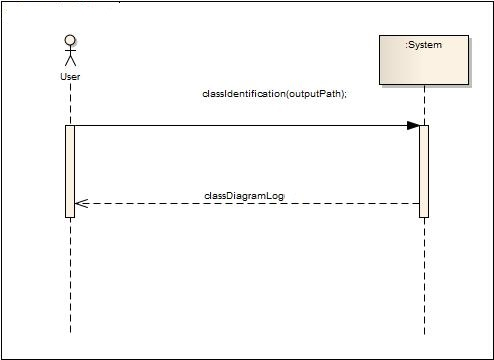 :System
User
classIdentification(outputPath);
classDiagramLog